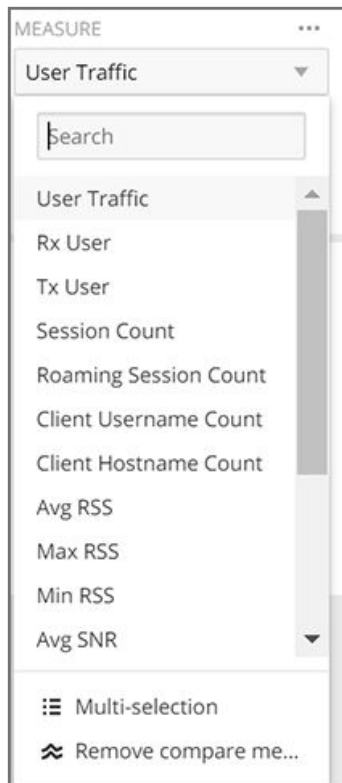 MEASURE ...
User Traffic
Search
User Traffic
Rx User
Tx User
Session Count
Roaming Session Count
Client Username Count
Client Hostname Count
Avg RSS
Max RSS
Min RSS
Avg SNR
Multi-selection
Remove compare me...